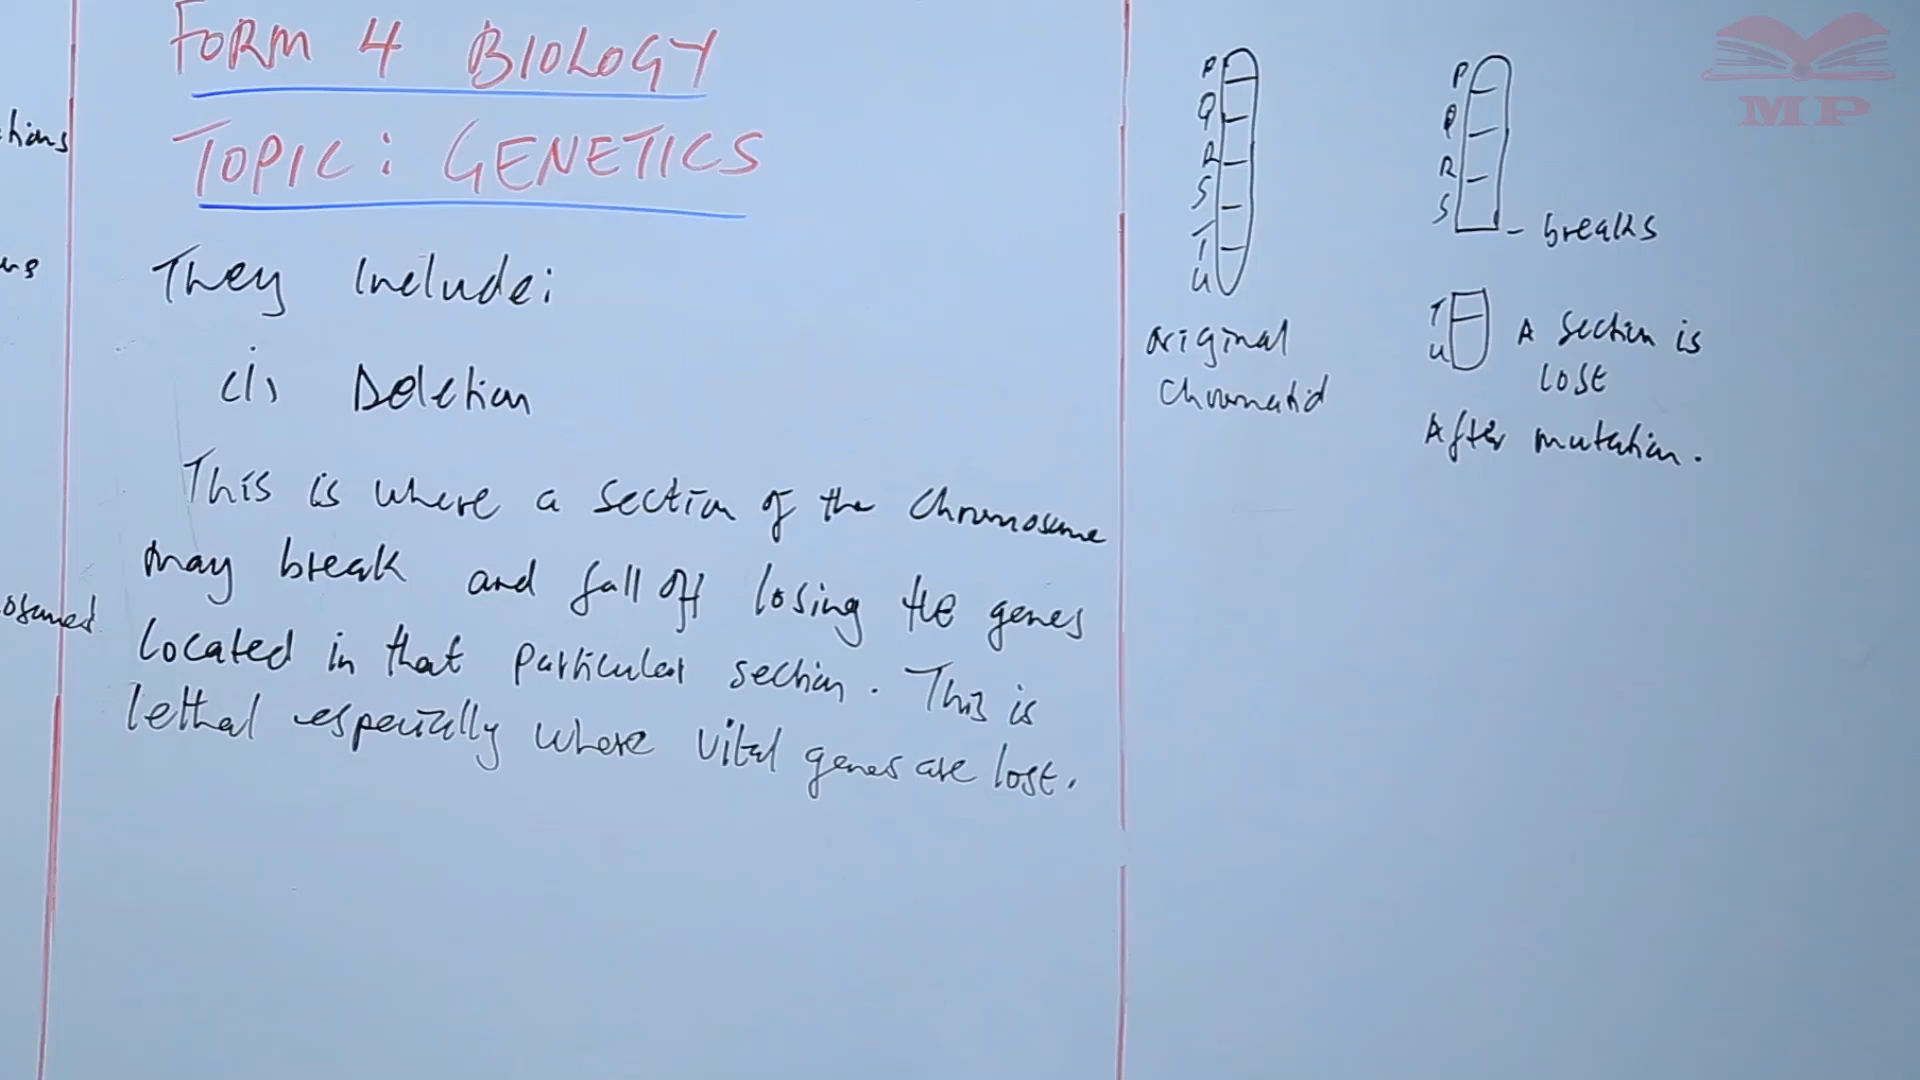 FORM 4 BIOLOGY
TOPIC: GENETICS
They include:
(i) Deletion
This is where a section of the chromosome
may break and fall off losing the genes
located in that particular section. This is
lethal especially where vital genes are lost.
P
Q
R
S
T
U
original
chromatid
P
Q
R
S
- breaks
T
U
A section is
lost
After mutation.
MP